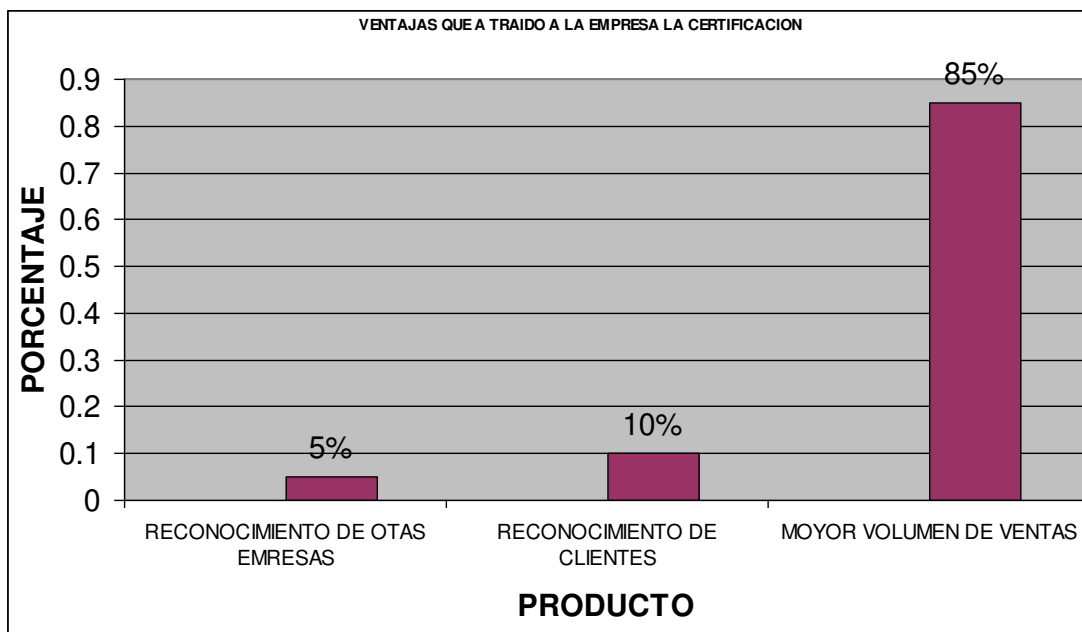 VENTAJAS QUE A TRAIDO A LA EMPRESA LA CERTIFICACION
PORCENTAJE
0.9
0.8
0.7
0.6
0.5
0.4
0.3
0.2
0.1
0
5%
10%
85%
RECONOCIMIENTO DE OTAS
EMRESAS
RECONOCIMIENTO DE
CLIENTES
MOYOR VOLUMEN DE VENTAS
PRODUCTO